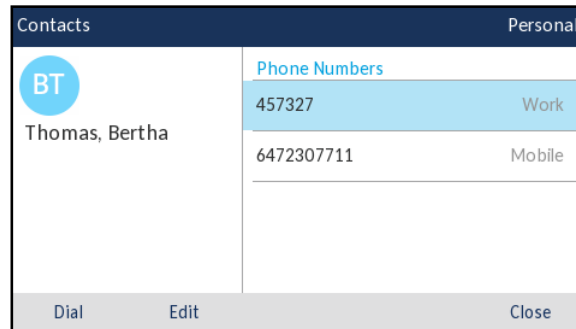 Contacts Personal
BT
Thomas, Bertha
Phone Numbers
457327 Work
6472307711 Mobile
Dial Edit Close